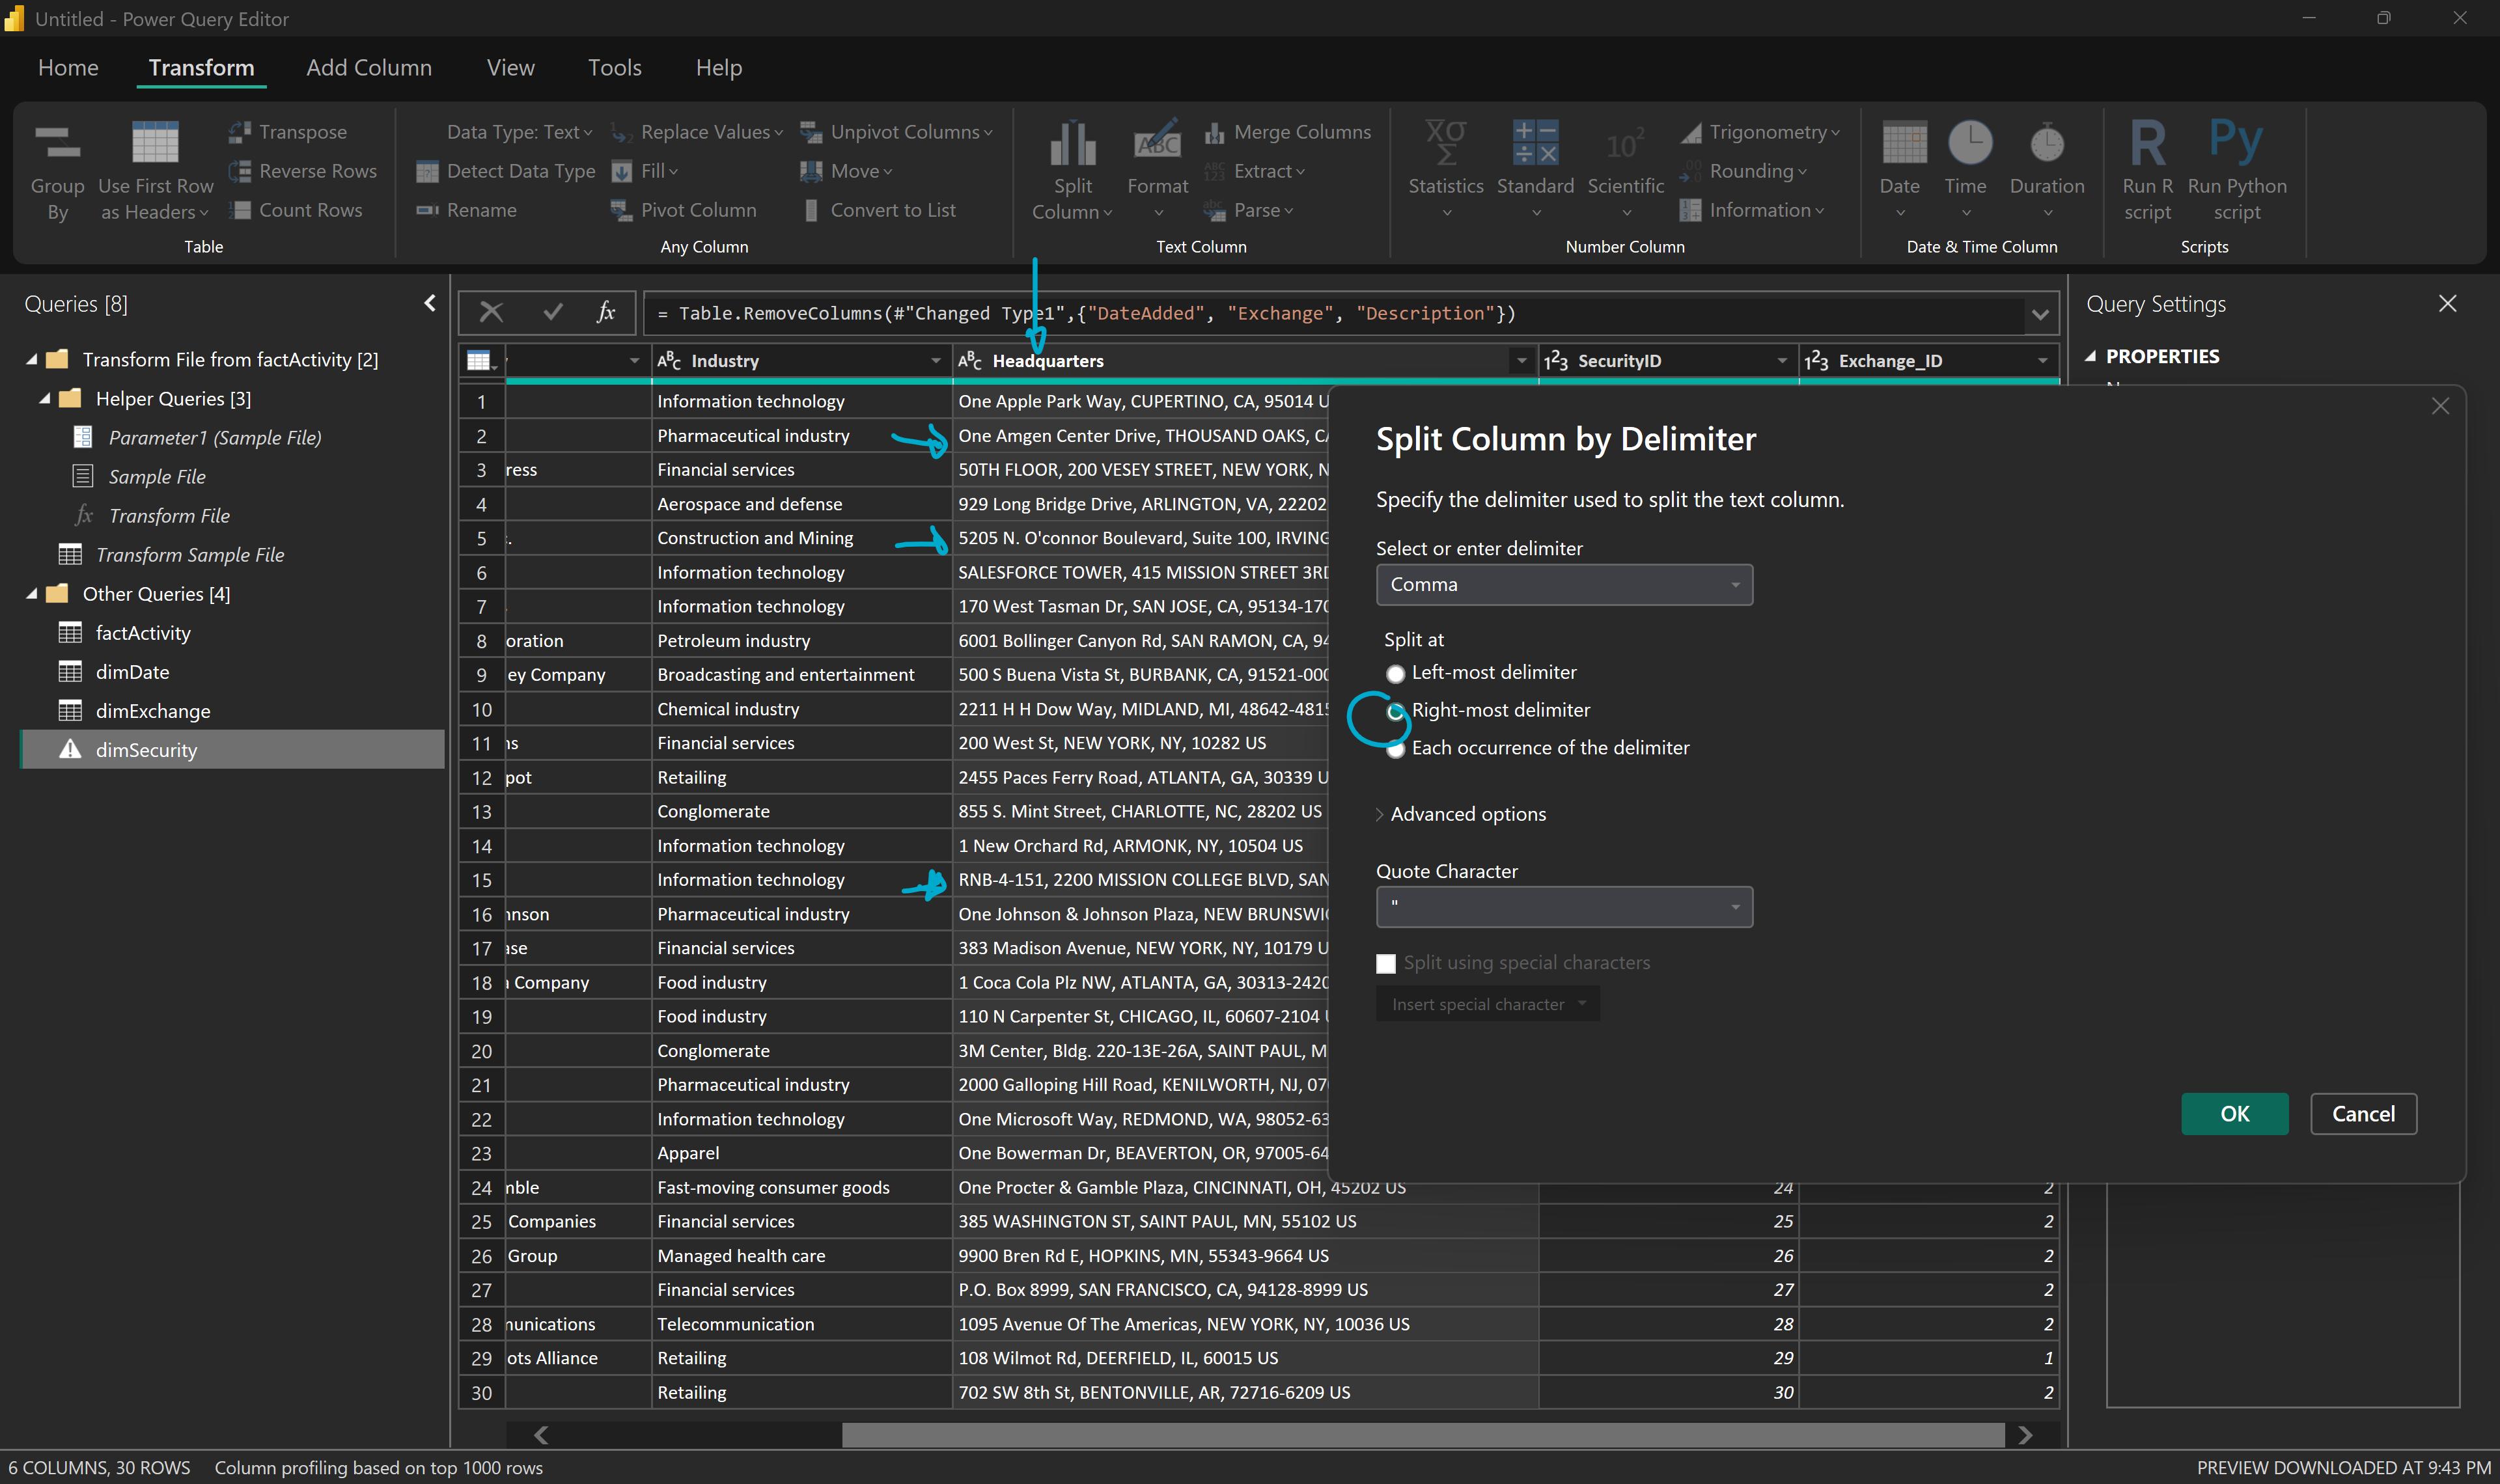 Untitled - Power Query Editor
Home Transform Add Column View Tools Help
Group By
Use First Row as Headers
Transpose
Reverse Rows
Count Rows
Table
Data Type: Text
Detect Data Type
Rename
Replace Values
Fill
Pivot Column
Unpivot Columns
Move
Convert to List
Any Column
Split Column
Format
ABC
Merge Columns
ABC 123 Extract
abc Parse
Text Column
XO Σ Statistics
Standard
10² Scientific
Trigonometry
Rounding
Information
Number Column
Date
Time
Duration
Date & Time Column
R Run R script
Py Run Python script
Scripts
Queries [8]
Transform File from factActivity [2]
Helper Queries [3]
Parameter1 (Sample File)
Sample File
fx Transform File
Transform Sample File
Other Queries [4]
factActivity
dimDate
dimExchange
dimSecurity
fx = Table.RemoveColumns(#"Changed Type1",{"DateAdded", "Exchange", "Description"})
ABC Industry ABC Headquarters 123 SecurityID 123 Exchange_ID
1 Information technology One Apple Park Way, CUPERTINO, CA, 95014 U
2 Pharmaceutical industry One Amgen Center Drive, THOUSAND OAKS, CA
3 ress Financial services 50TH FLOOR, 200 VESEY STREET, NEW YORK, N
4 Aerospace and defense 929 Long Bridge Drive, ARLINGTON, VA, 22202
5 Construction and Mining 5205 N. O'connor Boulevard, Suite 100, IRVING
6 Information technology SALESFORCE TOWER, 415 MISSION STREET 3RD
7 Information technology 170 West Tasman Dr, SAN JOSE, CA, 95134-170
8 oration Petroleum industry 6001 Bollinger Canyon Rd, SAN RAMON, CA, 94
9 ey Company Broadcasting and entertainment 500 S Buena Vista St, BURBANK, CA, 91521-000
10 Chemical industry 2211 H H Dow Way, MIDLAND, MI, 48642-4815
11 ns Financial services 200 West St, NEW YORK, NY, 10282 US
12 pot Retailing 2455 Paces Ferry Road, ATLANTA, GA, 30339 U
13 Conglomerate 855 S. Mint Street, CHARLOTTE, NC, 28202 US
14 Information technology 1 New Orchard Rd, ARMONK, NY, 10504 US
15 Information technology RNB-4-151, 2200 MISSION COLLEGE BLVD, SAN
16 nnson Pharmaceutical industry One Johnson & Johnson Plaza, NEW BRUNSWI
17 ase Financial services 383 Madison Avenue, NEW YORK, NY, 10179 U
18 a Company Food industry 1 Coca Cola Plz NW, ATLANTA, GA, 30313-2420
19 Food industry 110 N Carpenter St, CHICAGO, IL, 60607-2104
20 Conglomerate 3M Center, Bldg. 220-13E-26A, SAINT PAUL, M
21 Pharmaceutical industry 2000 Galloping Hill Road, KENILWORTH, NJ, 07
22 Information technology One Microsoft Way, REDMOND, WA, 98052-63
23 Apparel One Bowerman Dr, BEAVERTON, OR, 97005-64
24 mble Fast-moving consumer goods One Procter & Gamble Plaza, CINCINNATI, OH, 45202 US 24 2
25 Companies Financial services 385 WASHINGTON ST, SAINT PAUL, MN, 55102 US 25 2
26 Group Managed health care 9900 Bren Rd E, HOPKINS, MN, 55343-9664 US 26 2
27 Financial services P.O. Box 8999, SAN FRANCISCO, CA, 94128-8999 US 27 2
28 nunications Telecommunication 1095 Avenue Of The Americas, NEW YORK, NY, 10036 US 28 2
29 ots Alliance Retailing 108 Wilmot Rd, DEERFIELD, IL, 60015 US 29 1
30 Retailing 702 SW 8th St, BENTONVILLE, AR, 72716-6209 US 30 2
Query Settings
PROPERTIES
Split Column by Delimiter
Specify the delimiter used to split the text column.
Select or enter delimiter
Comma
Split at
Left-most delimiter
Right-most delimiter
Each occurrence of the delimiter
Advanced options
Quote Character
"
Split using special characters
Insert special character
OK Cancel
6 COLUMNS, 30 ROWS Column profiling based on top 1000 rows
PREVIEW DOWNLOADED AT 9:43 PM